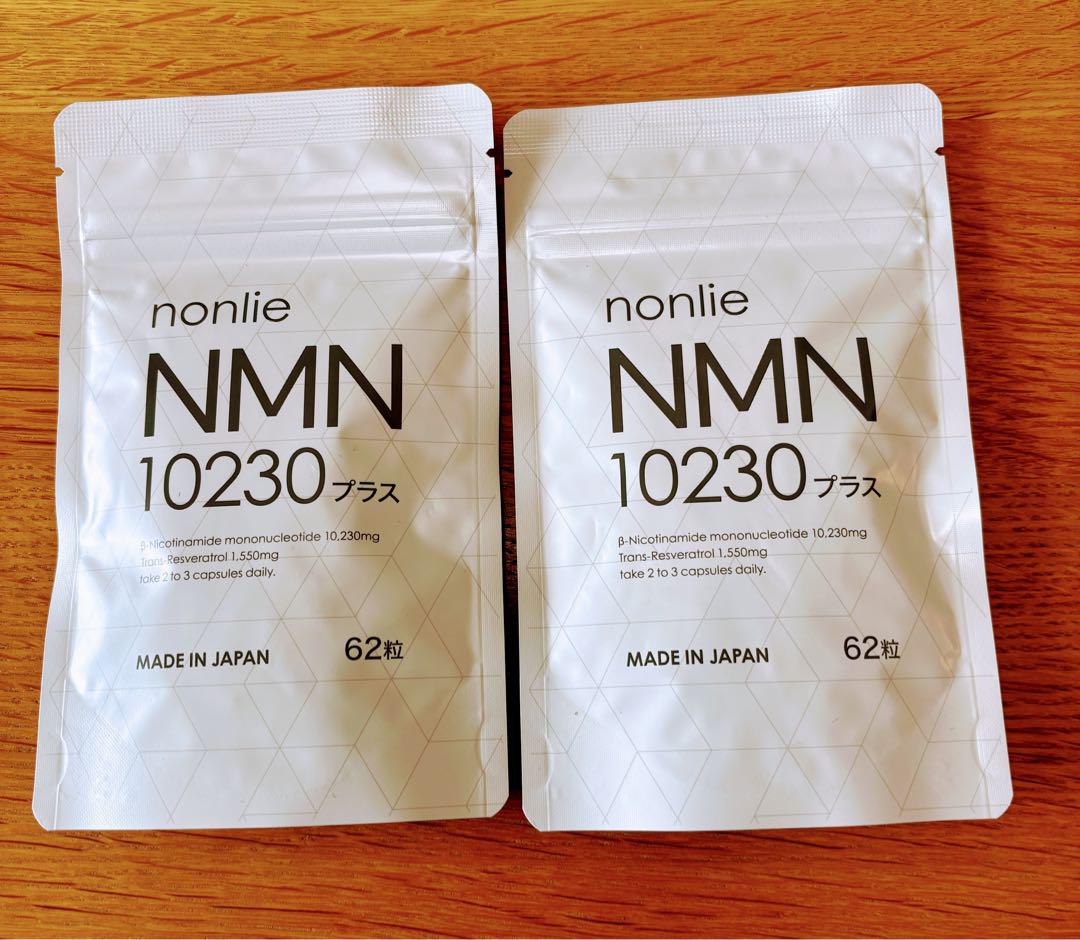 nonlie
NMN
10230プラス
β-Nicotinamide mononucleotide 10,230mg
Trans-Resveratrol 1,550mg
take 2 to 3 capsules daily.
MADE IN JAPAN 62粒
nonlie
NMN
10230プラス
β-Nicotinamide mononucleotide 10,230mg
Trans-Resveratrol 1,550mg
take 2 to 3 capsules daily.
MADE IN JAPAN 62粒